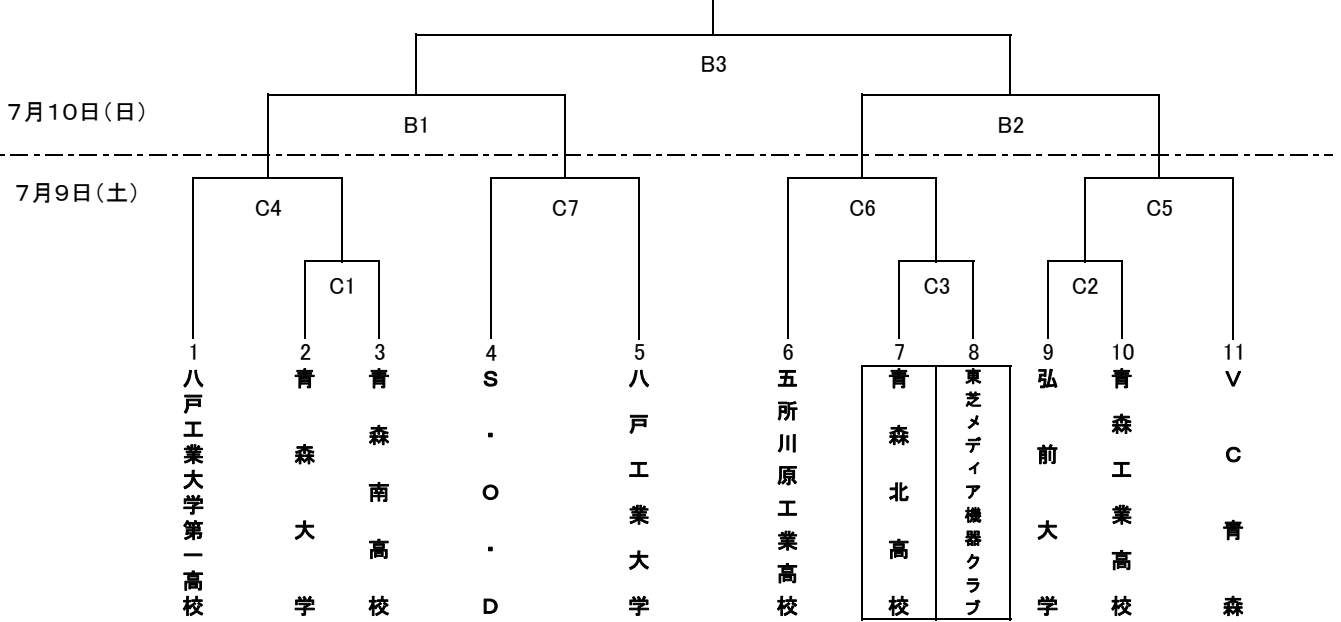 B3
7月10日(日)
B1
B2
7月9日(土)
C4
C7
C6
C5
C1
C3
C2
1
2
3
4
5
6
7
8
9
10
11
八戸工業大学第一高校
青森大学
青森南高校
S・O・D
八戸工業大学
五所川原工業高校
青森北高校
東芝メディア機器クラブ
弘前大学
青森工業高校
VC青森